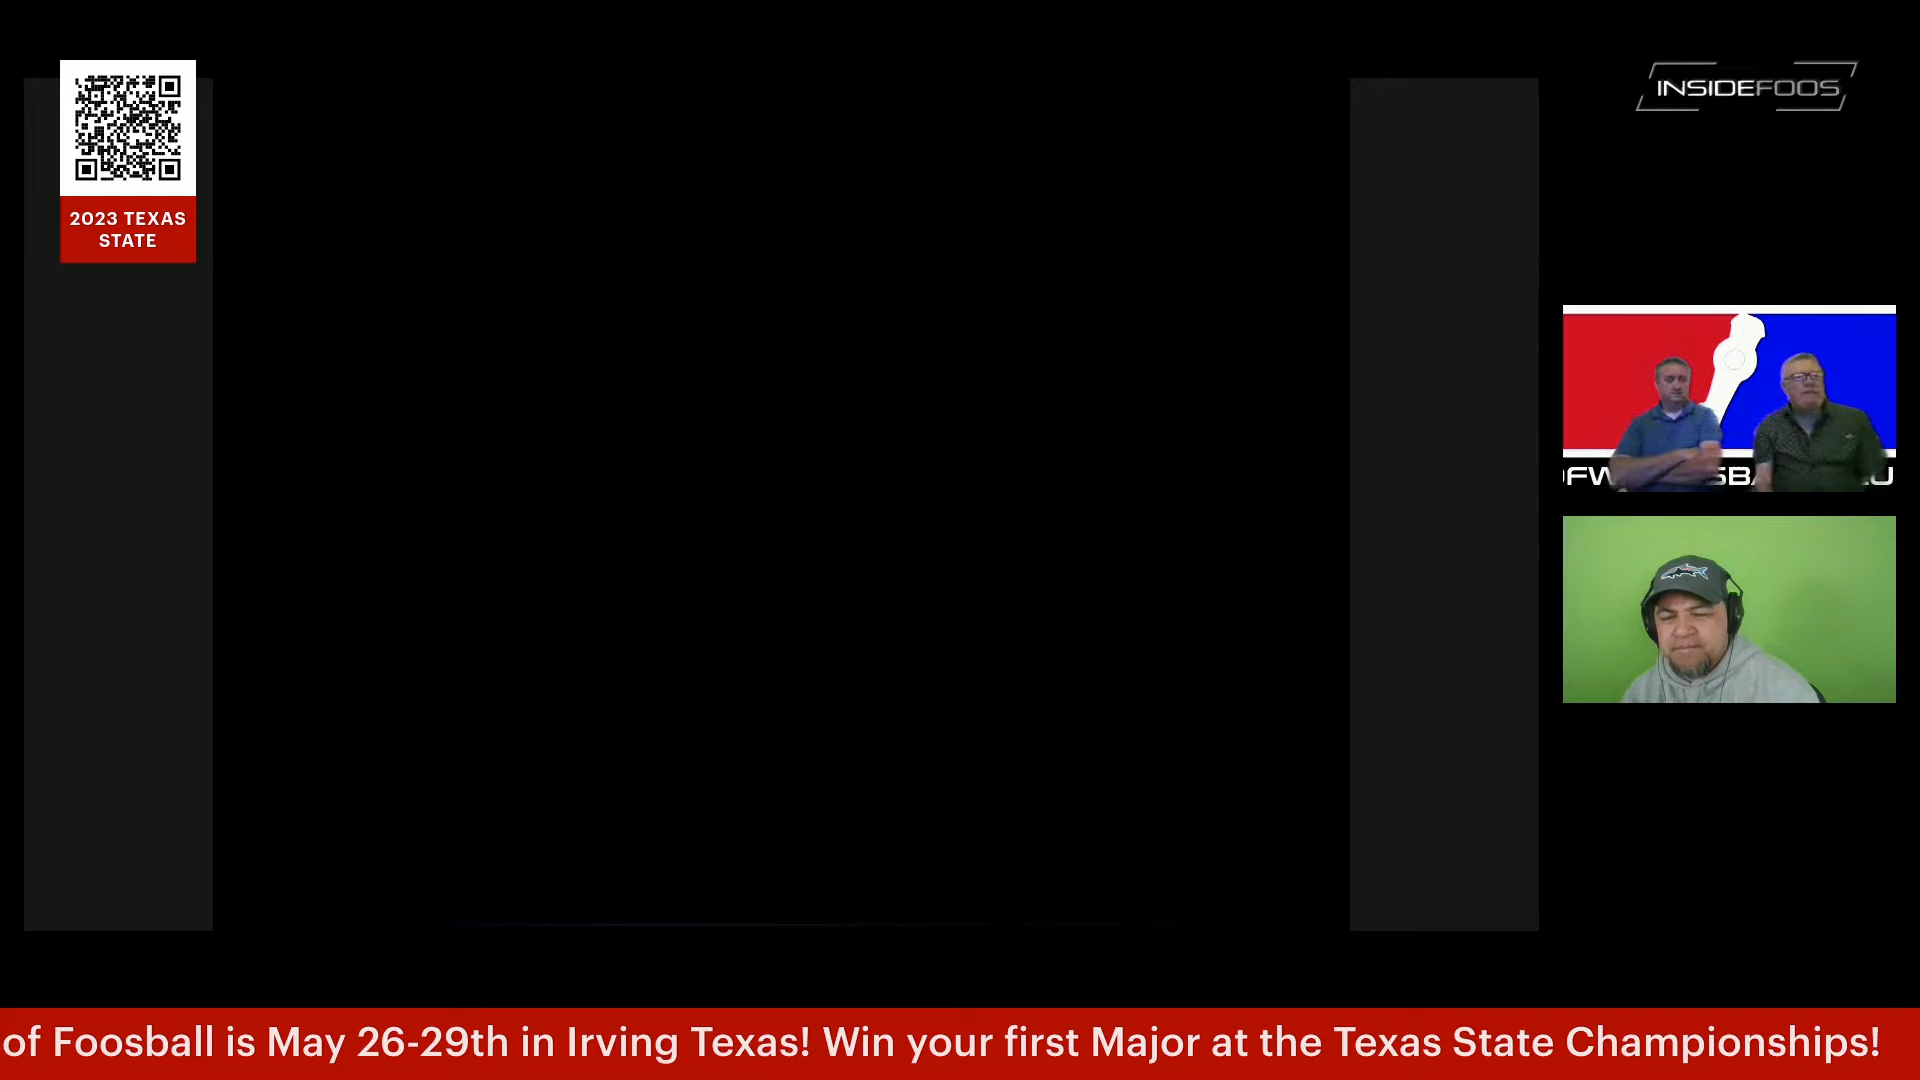 INSIDEFOOS
2023 TEXAS
STATE
of Foosball is May 26-29th in Irving Texas! Win your first Major at the Texas State Championships!